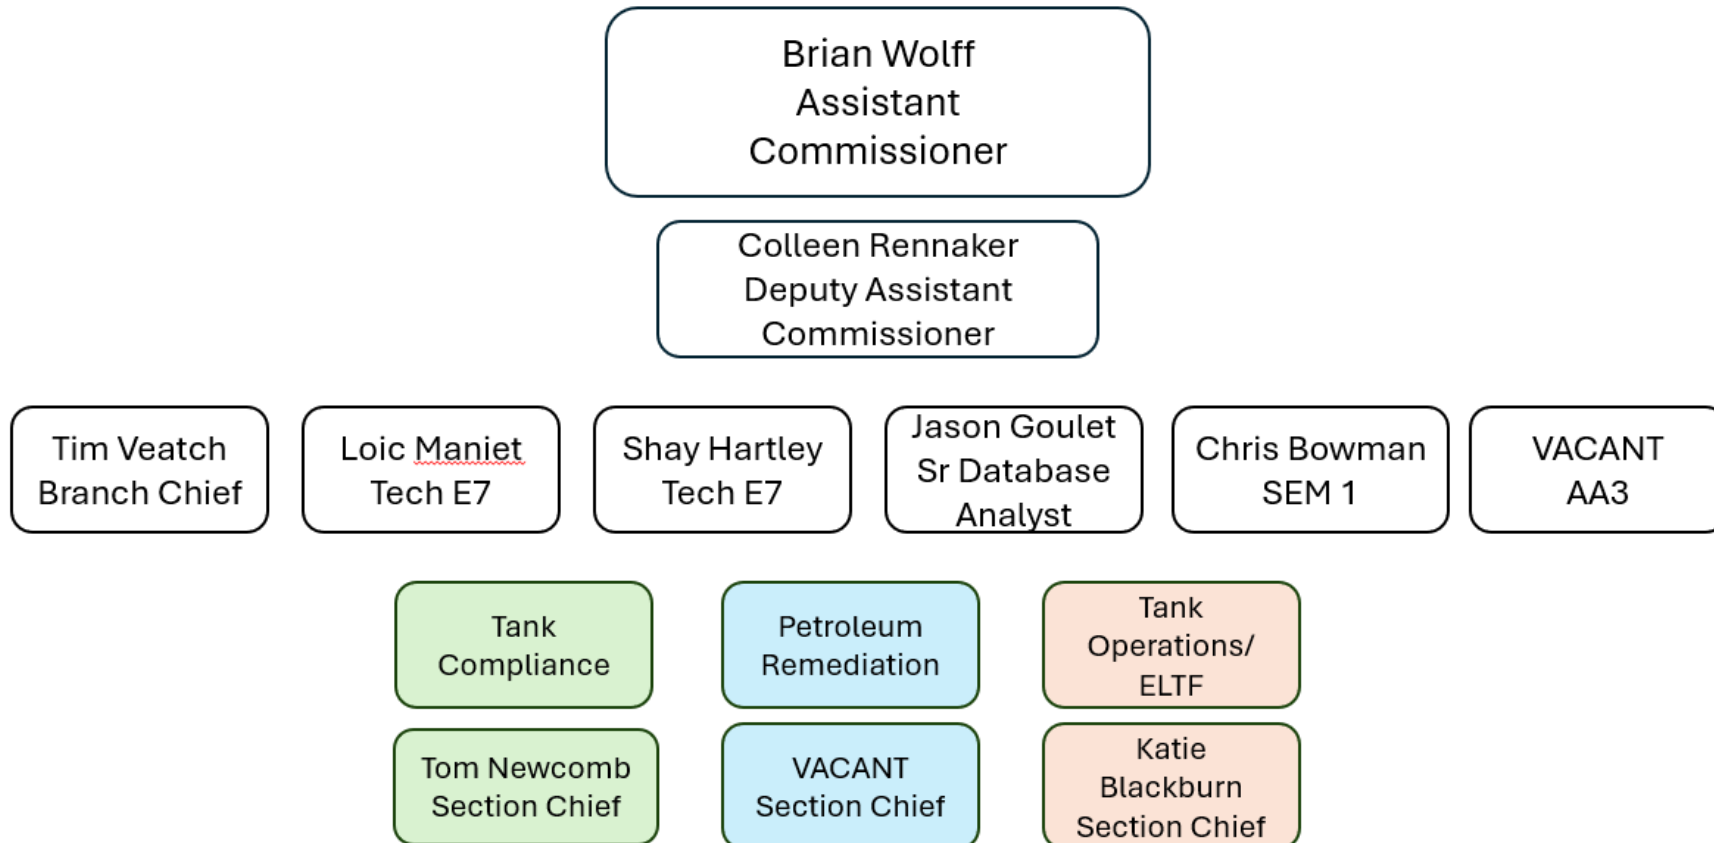 Brian Wolff
Assistant
Commissioner
Colleen Rennaker
Deputy Assistant
Commissioner
Tim Veatch
Branch Chief
Loic Maniet
Tech E7
Shay Hartley
Tech E7
Jason Goulet
Sr Database
Analyst
Chris Bowman
SEM 1
VACANT
AA3
Tank
Compliance
Petroleum
Remediation
Tank
Operations/
ELTF
Tom Newcomb
Section Chief
VACANT
Section Chief
Katie
Blackburn
Section Chief